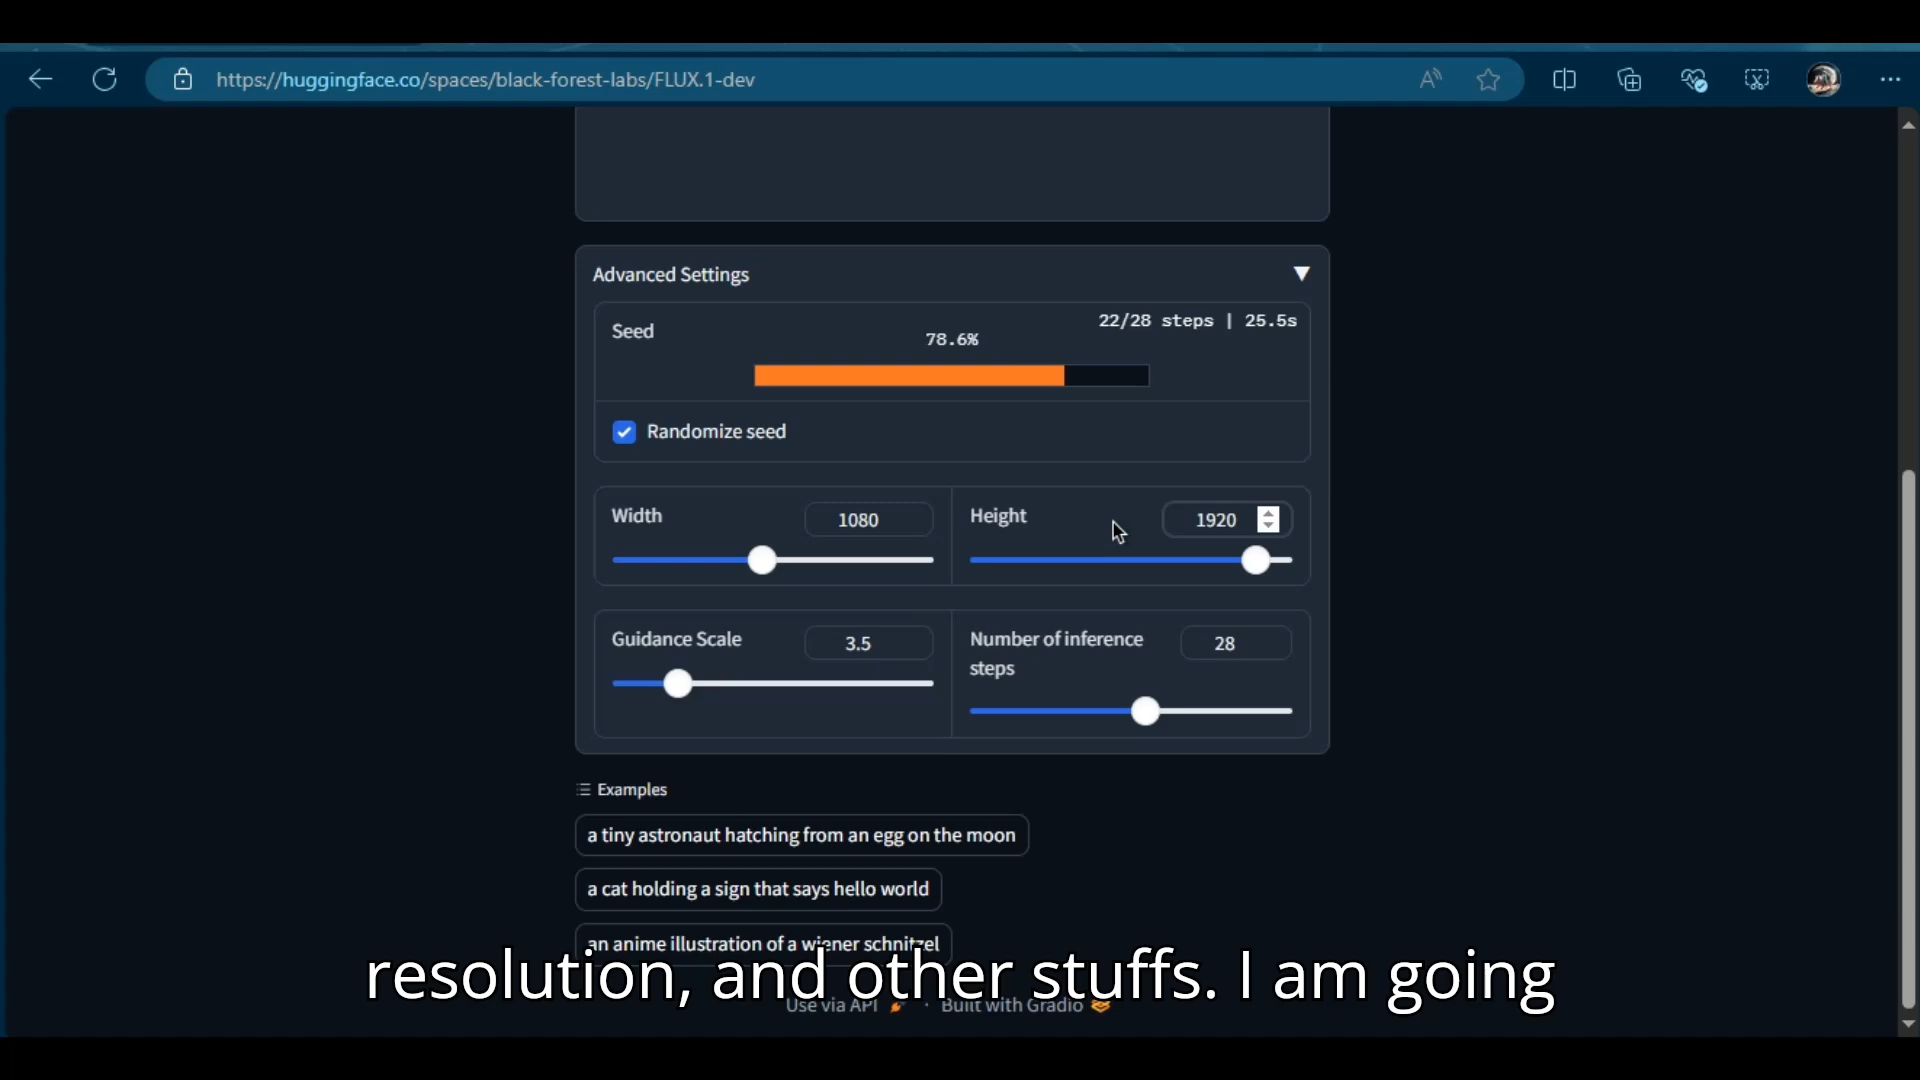 https://huggingface.co/spaces/black-forest-labs/FLUX.1-dev
Advanced Settings
Seed
22/28 steps | 25.5s
78.6%
Randomize seed
Width
1080
Height
1920
Guidance Scale
3.5
Number of inference
steps
28
Examples
a tiny astronaut hatching from an egg on the moon
a cat holding a sign that says hello world
an anime illustration of a wiener schnitzel
resolution, and other stuffs. I am going
Use via API · Built with Gradio